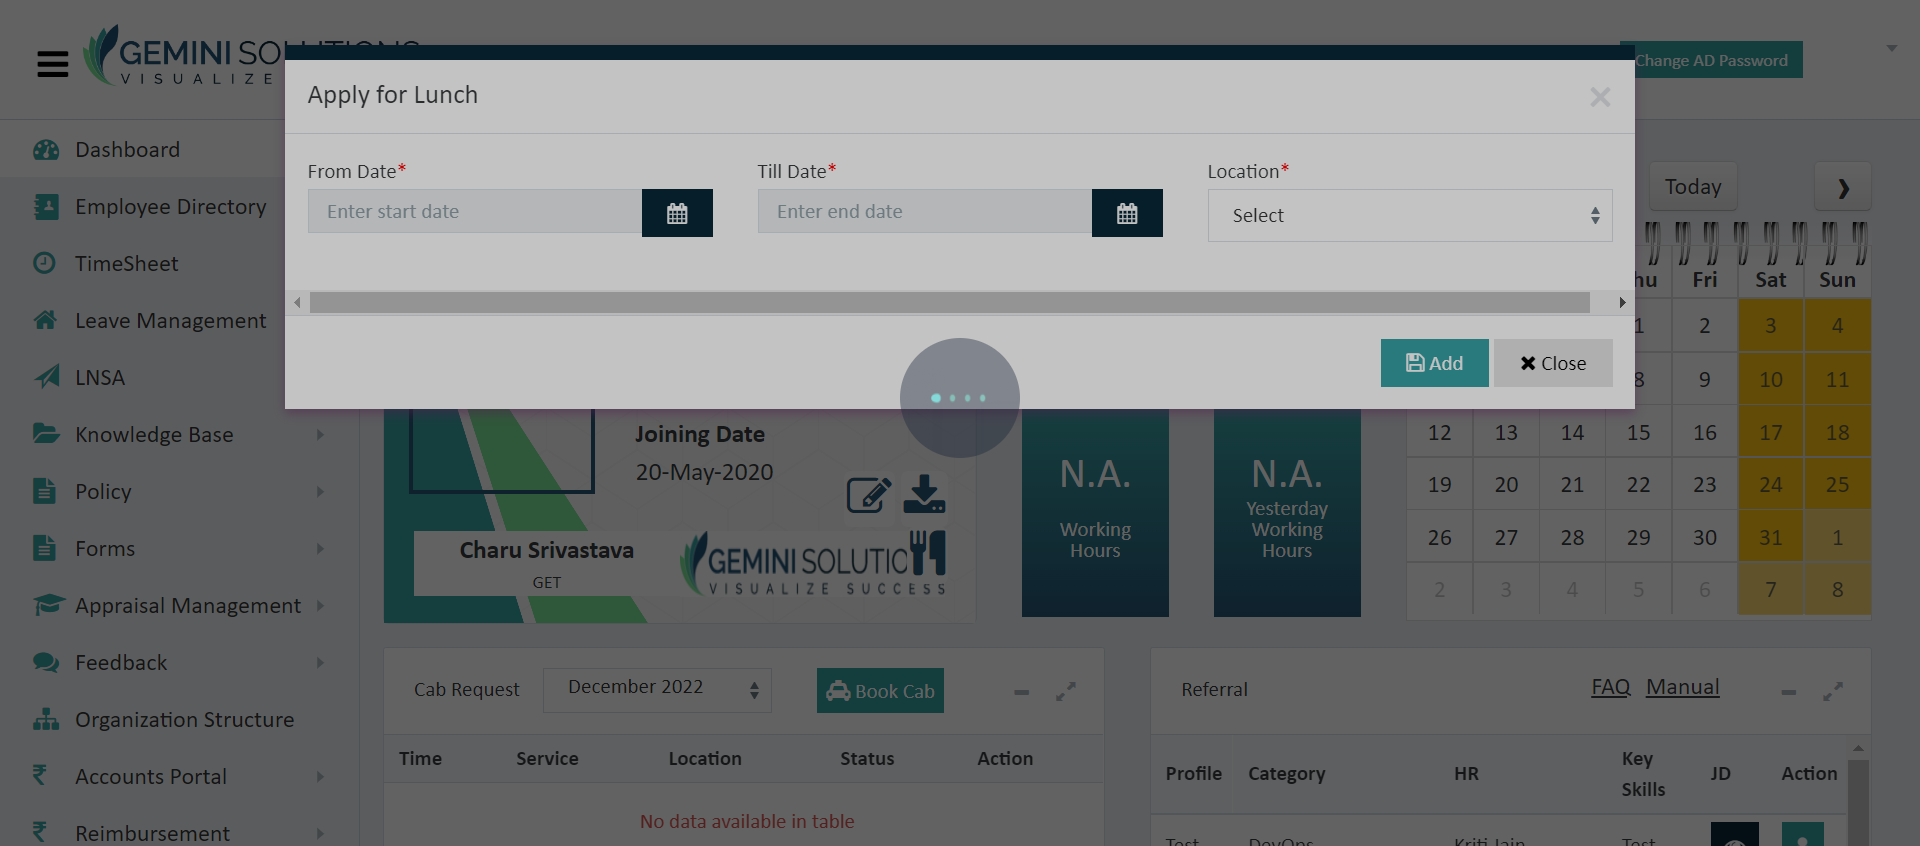 GEMINI SOLUTIONS
VISUALIZE
Change AD Password
Apply for Lunch
From Date*
Till Date*
Location*
Enter start date
Enter end date
Select
Add
Close
Dashboard
Employee Directory
TimeSheet
Leave Management
LNSA
Knowledge Base
Policy
Forms
Appraisal Management
Feedback
Organization Structure
Accounts Portal
Reimbursement
Today
hu Fri Sat Sun
1 2 3 4
8 9 10 11
12 13 14 15 16 17 18
19 20 21 22 23 24 25
26 27 28 29 30 31 1
2 3 4 5 6 7 8
Joining Date
20-May-2020
Charu Srivastava
GET
GEMINI SOLUTIO
VISUALIZE SUCCESS
N.A.
Working
Hours
N.A.
Yesterday
Working
Hours
Cab Request
December 2022
Book Cab
Time Service Location Status Action
No data available in table
Referral
FAQ Manual
Profile Category HR Key Skills JD Action
Test DevOps Kriti Jain Test